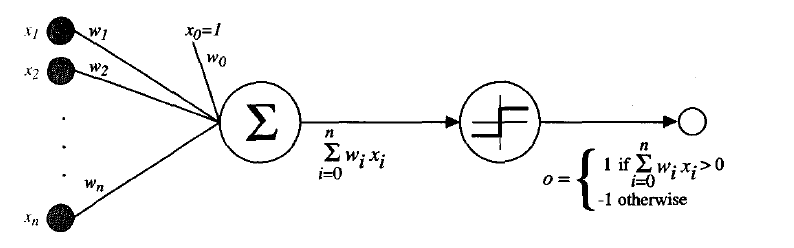 x1 w1 x0=1
w0
x2 w2
Σ
n
Σ wi xi
i=0
wn
xn
n
o = { 1 if Σ wi xi > 0
i=0
-1 otherwise